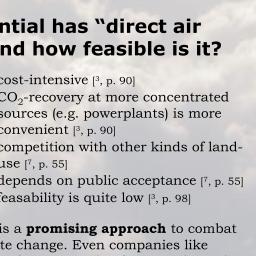 ntial has “direct air
nd how feasible is it?
cost-intensive [³, p. 90]
CO₂-recovery at more concentrated
sources (e.g. powerplants) is more
convenient [³, p. 90]
competition with other kinds of land-
use [⁷, p. 55]
depends on public acceptance [⁷, p. 55]
feasability is quite low [³, p. 98]
is a promising approach to combat
te change. Even companies like